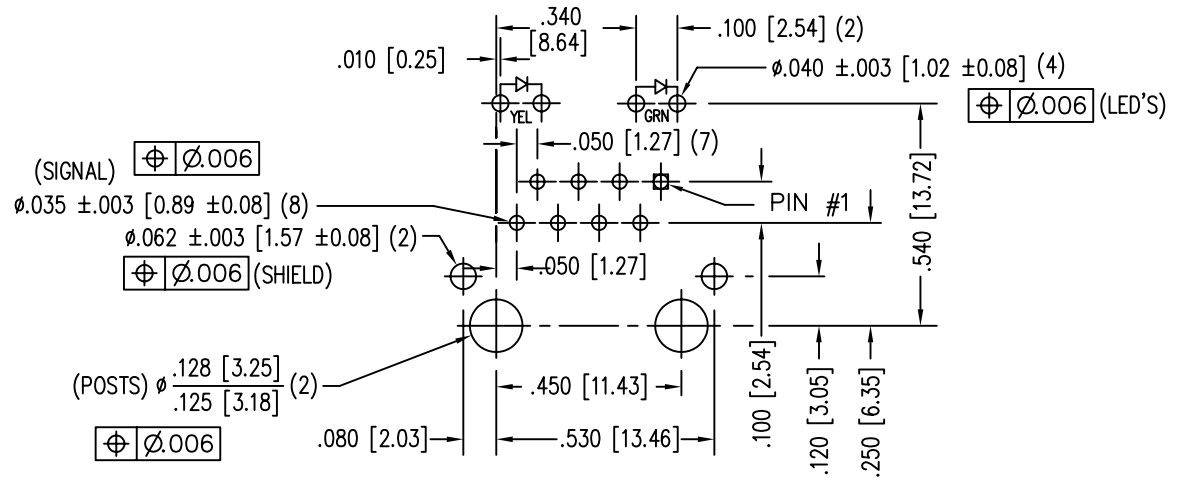 .340
[8.64]
.100 [2.54] (2)
.010 [0.25]
ø.040 ±.003 [1.02 ±0.08] (4)
⌖ Ø.006 (LED'S)
YEL
GRN
.050 [1.27] (7)
(SIGNAL) ⌖ Ø.006
ø.035 ±.003 [0.89 ±0.08] (8)
PIN #1
ø.062 ±.003 [1.57 ±0.08] (2)
⌖ Ø.006 (SHIELD)
.050 [1.27]
.540 [13.72]
(POSTS) ø .128 [3.25] (2)
.125 [3.18]
⌖ Ø.006
.450 [11.43]
.080 [2.03]
.530 [13.46]
.100 [2.54]
.120 [3.05]
.250 [6.35]